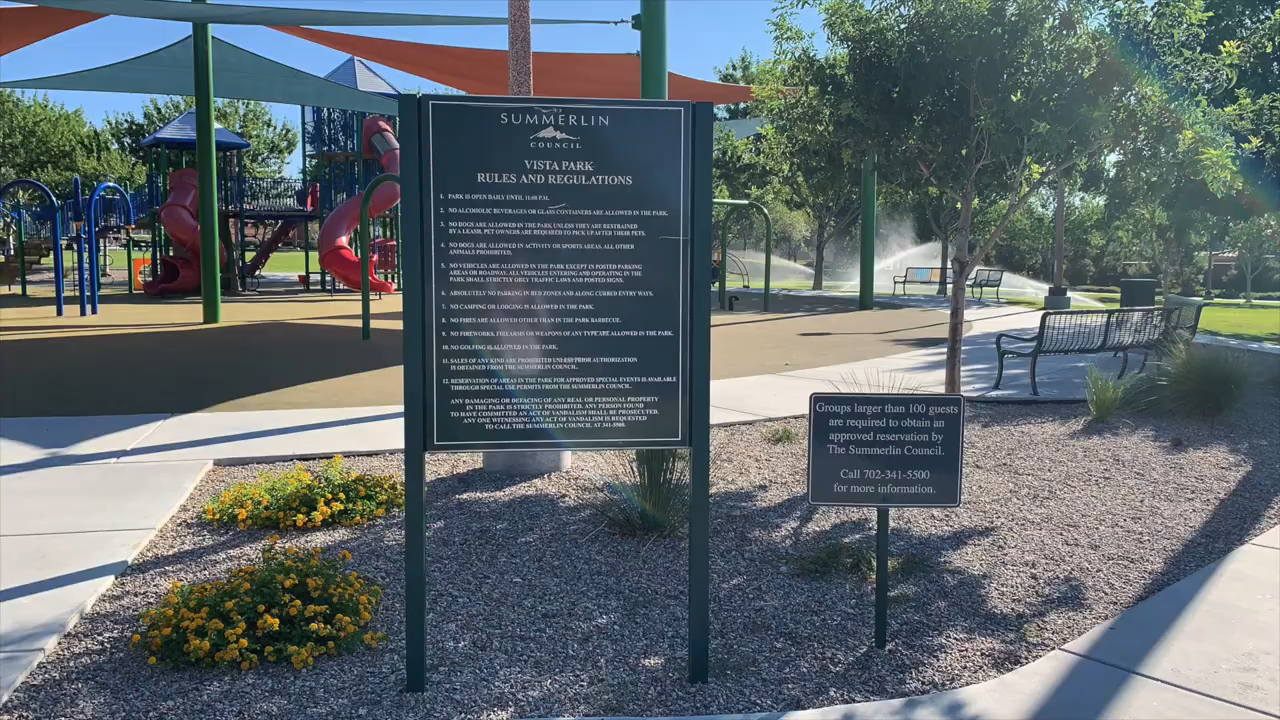 SUMMERLIN
COUNCIL
VISTA PARK
RULES AND REGULATIONS
1. PARK IS OPEN DAILY UNTIL 11:00 P.M.
2. NO ALCOHOLIC BEVERAGES OR GLASS CONTAINERS ARE ALLOWED IN THE PARK.
3. NO DOGS ARE ALLOWED IN THE PARK UNLESS THEY ARE RESTRAINED
BY A LEASH. PET OWNERS ARE REQUIRED TO PICK UP AFTER THEIR PETS.
4. NO DOGS ARE ALLOWED IN ACTIVITY OR SPORTS AREAS. ALL OTHER
ANIMALS PROHIBITED.
5. NO VEHICLES ARE ALLOWED IN THE PARK EXCEPT IN POSTED PARKING
AREAS OR ROADWAY. ALL VEHICLES ENTERING AND OPERATING IN THE
PARK SHALL STRICTLY OBEY TRAFFIC LAWS AND POSTED SIGNS.
6. ABSOLUTELY NO PARKING IN RED ZONES AND ALONG CURBED ENTRY WAYS.
7. NO CAMPING OR LODGING IS ALLOWED IN THE PARK.
8. NO FIRES ARE ALLOWED OTHER THAN IN THE PARK BARBECUE.
9. NO FIREWORKS, FIREARMS OR WEAPONS OF ANY TYPE ARE ALLOWED IN THE PARK.
10. NO GOLFING IS ALLOWED IN THE PARK.
11. SALES OF ANY KIND ARE PROHIBITED UNLESS PRIOR AUTHORIZATION
IS OBTAINED FROM THE SUMMERLIN COUNCIL.
12. RESERVATION OF AREAS IN THE PARK FOR APPROVED SPECIAL EVENTS IS AVAILABLE
THROUGH SPECIAL USE PERMITS FROM THE SUMMERLIN COUNCIL.
ANY DAMAGING OR DEFACING OF ANY REAL OR PERSONAL PROPERTY
IN THE PARK IS STRICTLY PROHIBITED. ANY PERSON FOUND
TO HAVE COMMITTED AN ACT OF VANDALISM SHALL BE PROSECUTED.
ANY ONE WITNESSING ANY ACT OF VANDALISM IS REQUESTED
TO CALL THE SUMMERLIN COUNCIL AT 341-5500.
Groups larger than 100 guests
are required to obtain an
approved reservation by
The Summerlin Council.
Call 702-341-5500
for more information.